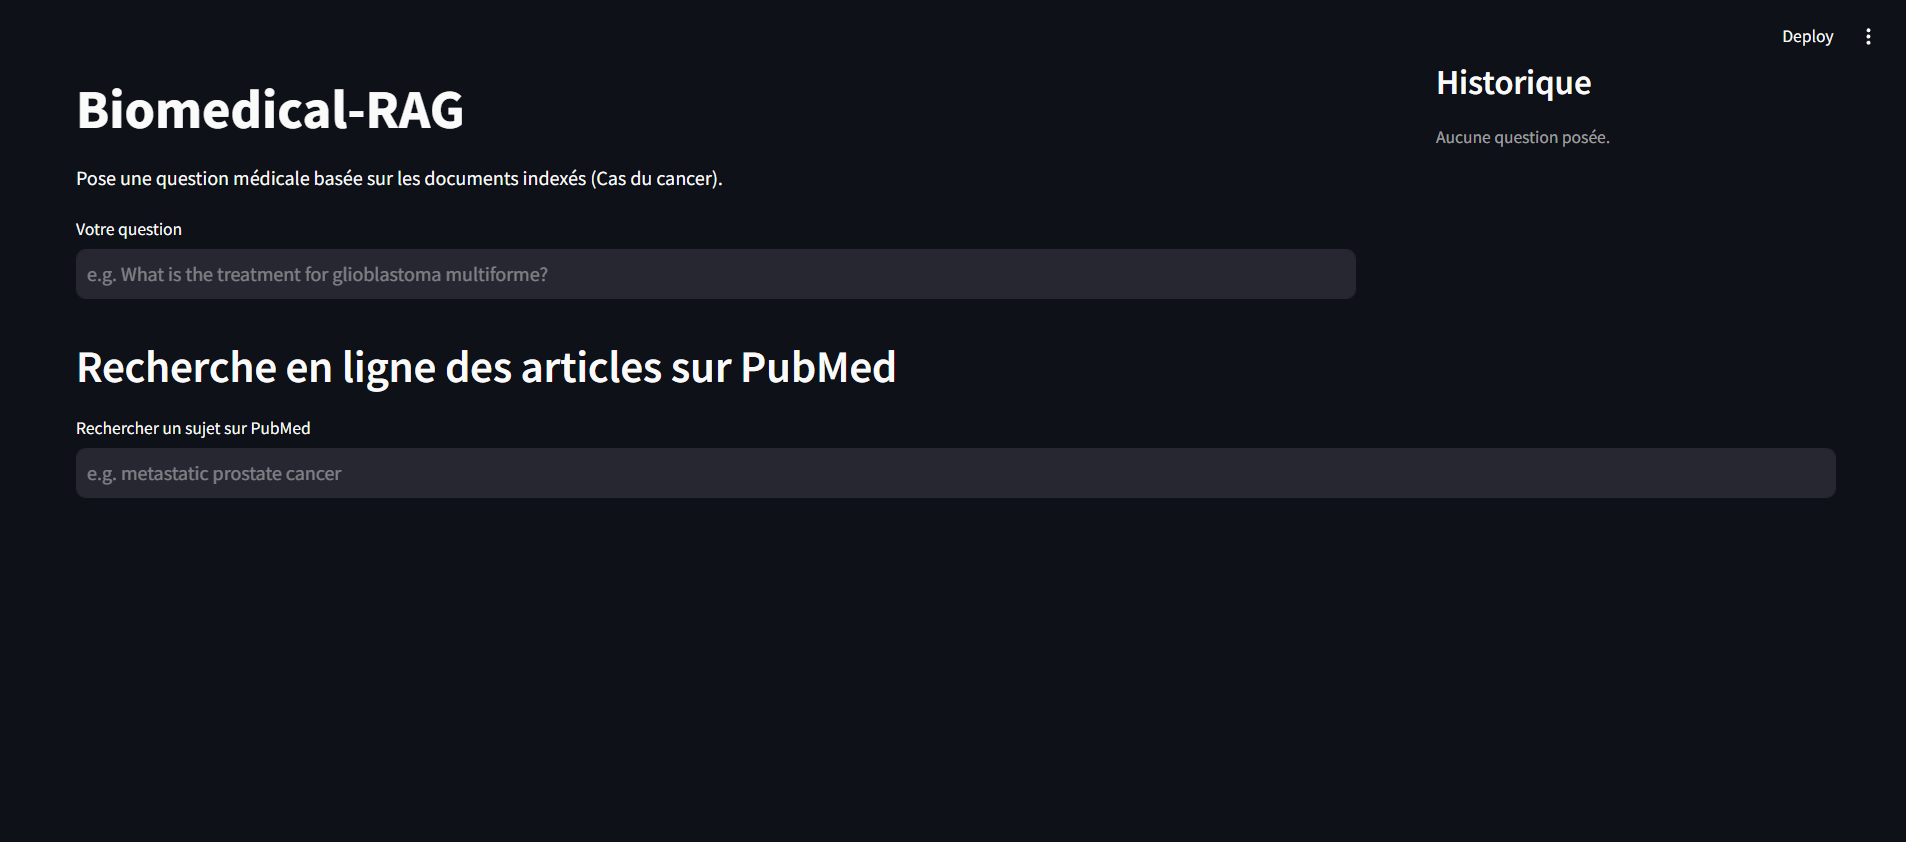 Deploy
Biomedical-RAG
Pose une question médicale basée sur les documents indexés (Cas du cancer).
Votre question
e.g. What is the treatment for glioblastoma multiforme?
Historique
Aucune question posée.
Recherche en ligne des articles sur PubMed
Rechercher un sujet sur PubMed
e.g. metastatic prostate cancer